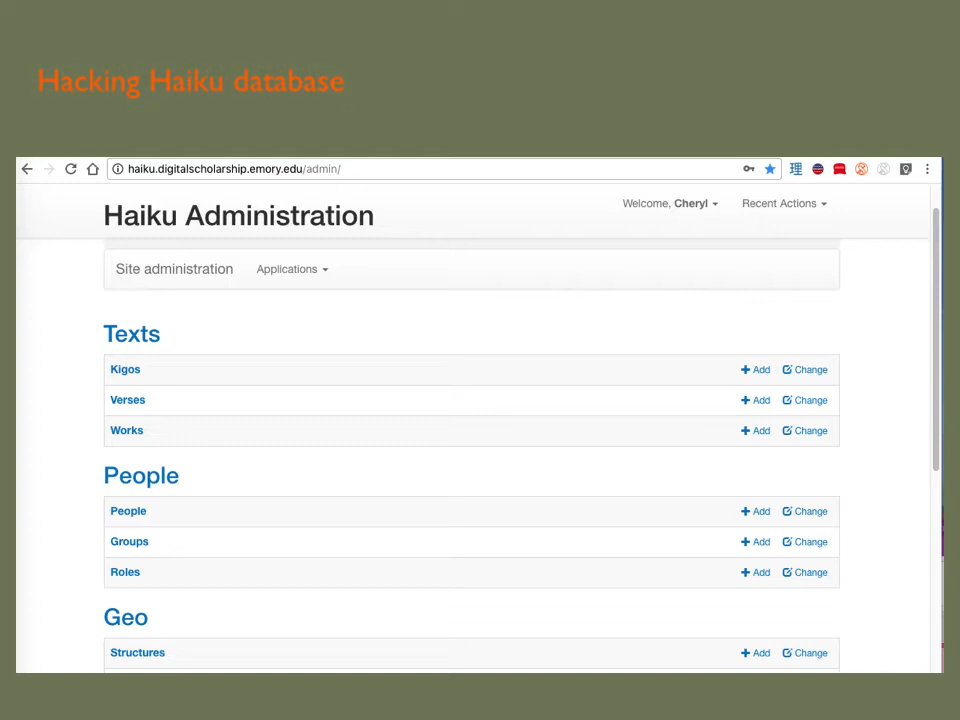 Hacking Haiku database
haiku.digitalscholarship.emory.edu/admin/
理
Haiku Administration
Welcome, Cheryl
Recent Actions
Site administration
Applications
Texts
Kigos Add Change
Verses Add Change
Works Add Change
People
People Add Change
Groups Add Change
Roles Add Change
Geo
Structures Add Change